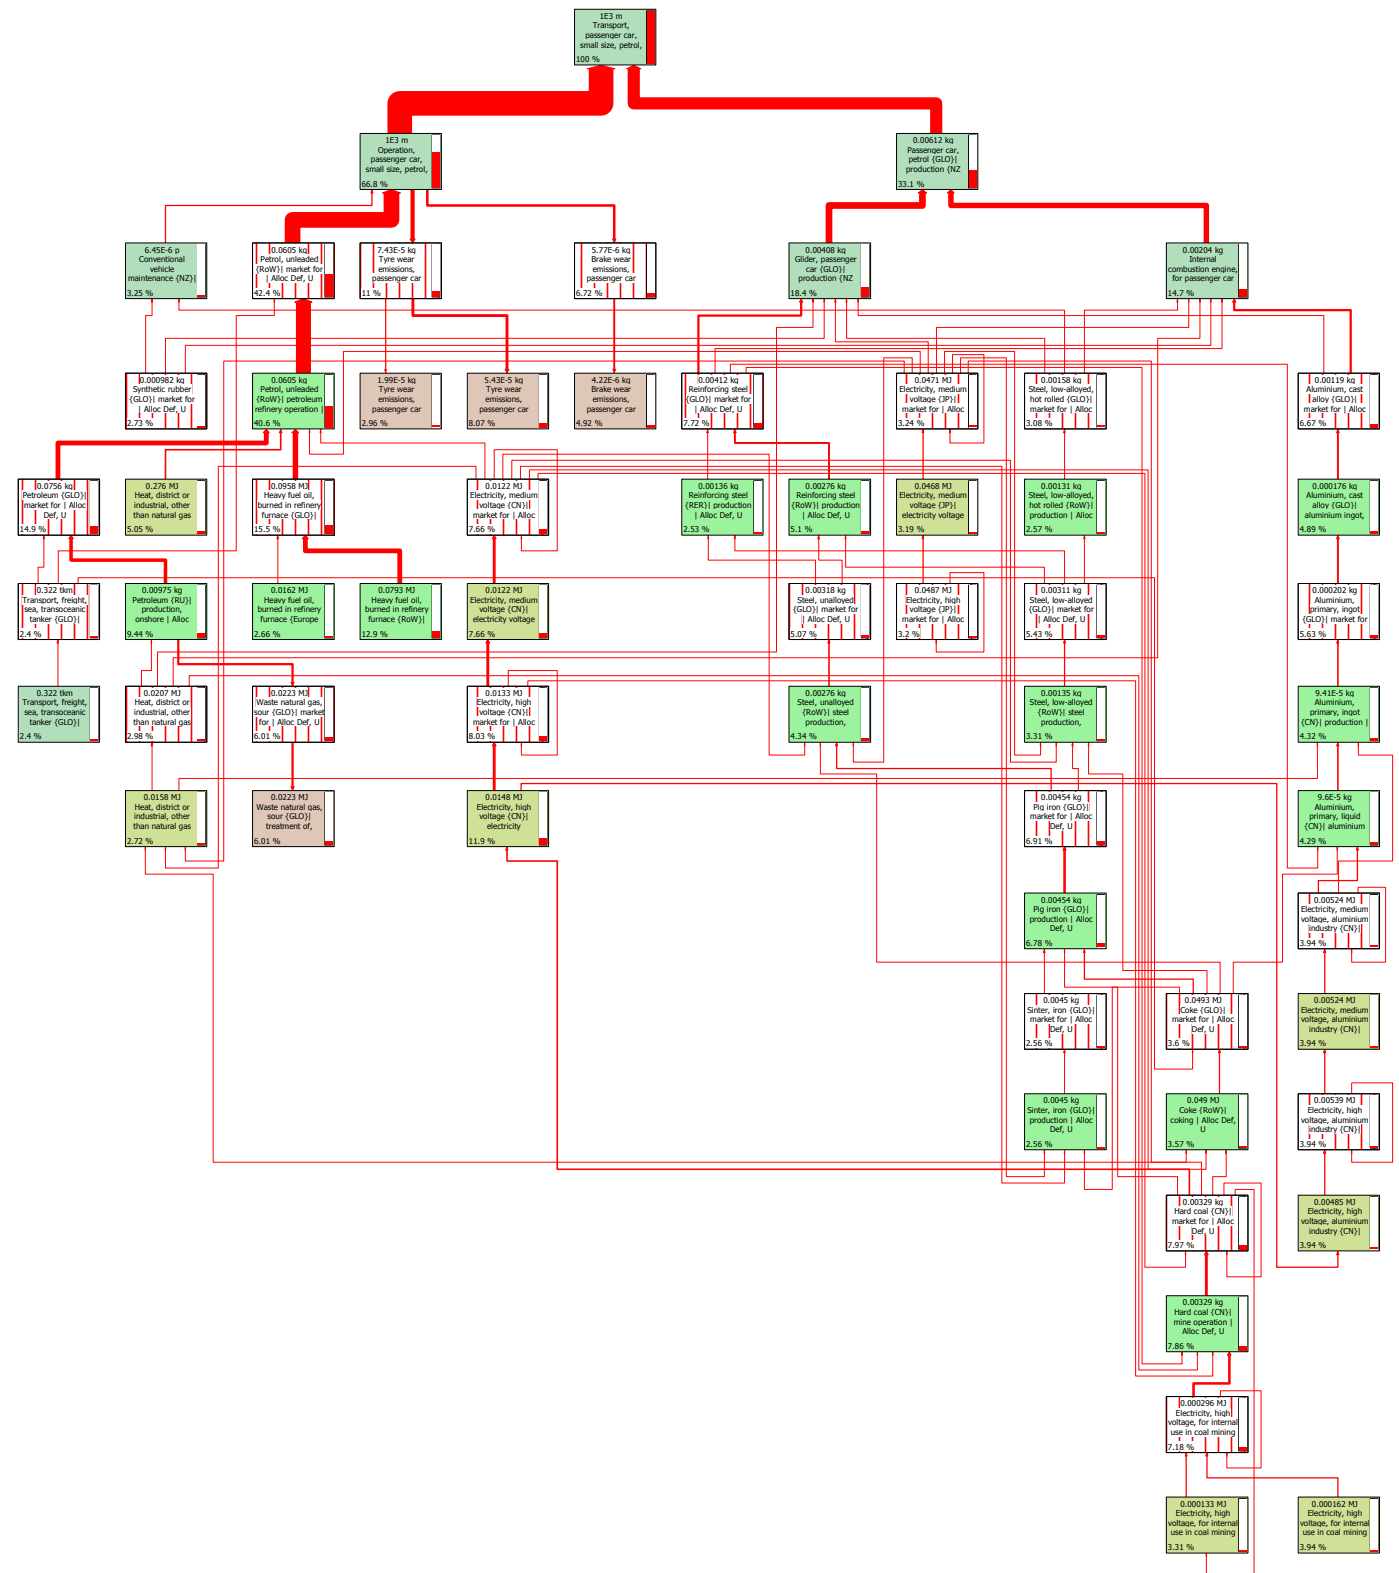 1E3 m
Transport,
passenger car,
small size, petrol,
100 %
1E3 m
Operation,
passenger car,
small size, petrol,
66.8 %
0.00612 kg
Passenger car,
petrol {GLO}|
production {NZ
33.1 %
6.45E-6 p
Conventional
vehicle
maintenance {NZ}|
3.25 %
0.0605 kg
Petrol, unleaded
{RoW}| market for
| Alloc Def, U
42.4 %
7.43E-5 kg
Tyre wear
emissions,
passenger car
11 %
5.77E-6 kg
Brake wear
emissions,
passenger car
6.72 %
0.00408 kg
Glider, passenger
car {GLO}|
production {NZ
18.4 %
0.00204 kg
Internal
combustion engine,
for passenger car
14.7 %
0.000982 kg
Synthetic rubber
{GLO}| market for
| Alloc Def, U
2.73 %
0.0605 kg
Petrol, unleaded
{RoW}| petroleum
refinery operation |
40.6 %
1.99E-5 kg
Tyre wear
emissions,
passenger car
2.96 %
5.43E-5 kg
Tyre wear
emissions,
passenger car
8.07 %
4.22E-6 kg
Brake wear
emissions,
passenger car
4.92 %
0.00412 kg
Reinforcing steel
{GLO}| market for
| Alloc Def, U
7.72 %
0.0471 MJ
Electricity, medium
voltage {JP}|
market for | Alloc
3.24 %
0.00158 kg
Steel, low-alloyed,
hot rolled {GLO}|
market for | Alloc
3.08 %
0.00119 kg
Aluminium, cast
alloy {GLO}|
market for | Alloc
6.67 %
0.0756 kg
Petroleum {GLO}|
market for | Alloc
Def, U
14.9 %
0.276 MJ
Heat, district or
industrial, other
than natural gas
5.05 %
0.0958 MJ
Heavy fuel oil,
burned in refinery
furnace {GLO}|
15.5 %
0.0122 MJ
Electricity, medium
voltage {CN}|
market for | Alloc
7.66 %
0.00136 kg
Reinforcing steel
{RER}| production
| Alloc Def, U
2.53 %
0.00276 kg
Reinforcing steel
{RoW}| production
| Alloc Def, U
5.1 %
0.0468 MJ
Electricity, medium
voltage {JP}|
electricity voltage
3.19 %
0.00131 kg
Steel, low-alloyed,
hot rolled {RoW}|
production | Alloc
2.57 %
0.000176 kg
Aluminium, cast
alloy {GLO}|
aluminium ingot,
4.89 %
0.322 tkm
Transport, freight,
sea, transoceanic
tanker {GLO}|
2.4 %
0.00975 kg
Petroleum {RU}|
production,
onshore | Alloc
9.44 %
0.0162 MJ
Heavy fuel oil,
burned in refinery
furnace {Europe
2.66 %
0.0793 MJ
Heavy fuel oil,
burned in refinery
furnace {RoW}|
12.9 %
0.0122 MJ
Electricity, medium
voltage {CN}|
electricity voltage
7.66 %
0.00318 kg
Steel, unalloyed
{GLO}| market for
| Alloc Def, U
5.07 %
0.0487 MJ
Electricity, high
voltage {JP}|
market for | Alloc
3.2 %
0.00311 kg
Steel, low-alloyed
{GLO}| market for
| Alloc Def, U
5.43 %
0.000202 kg
Aluminium,
primary, ingot
{GLO}| market for
5.63 %
0.322 tkm
Transport, freight,
sea, transoceanic
tanker {GLO}|
2.4 %
0.0207 MJ
Heat, district or
industrial, other
than natural gas
2.98 %
0.0223 MJ
Waste natural gas,
sour {GLO}| market
for | Alloc Def, U
6.01 %
0.0133 MJ
Electricity, high
voltage {CN}|
market for | Alloc
8.03 %
0.00276 kg
Steel, unalloyed
{RoW}| steel
production,
4.34 %
0.00135 kg
Steel, low-alloyed
{RoW}| steel
production,
3.31 %
9.41E-5 kg
Aluminium,
primary, ingot
{CN}| production |
4.32 %
0.0158 MJ
Heat, district or
industrial, other
than natural gas
2.72 %
0.0223 MJ
Waste natural gas,
sour {GLO}|
treatment of,
6.01 %
0.0148 MJ
Electricity, high
voltage {CN}|
electricity
11.9 %
0.00454 kg
Pig iron {GLO}|
market for | Alloc
Def, U
6.91 %
9.6E-5 kg
Aluminium,
primary, liquid
{CN}| aluminium
4.29 %
0.00454 kg
Pig iron {GLO}|
production | Alloc
Def, U
6.78 %
0.00524 MJ
Electricity, medium
voltage, aluminium
industry {CN}|
3.94 %
0.0045 kg
Sinter, iron {GLO}|
market for | Alloc
Def, U
2.56 %
0.0493 MJ
Coke {GLO}|
market for | Alloc
Def, U
3.6 %
0.00524 MJ
Electricity, medium
voltage, aluminium
industry {CN}|
3.94 %
0.0045 kg
Sinter, iron {GLO}|
production | Alloc
Def, U
2.56 %
0.049 MJ
Coke {RoW}|
coking | Alloc Def,
U
3.57 %
0.00539 MJ
Electricity, high
voltage, aluminium
industry {CN}|
3.94 %
0.00329 kg
Hard coal {CN}|
market for | Alloc
Def, U
7.97 %
0.00485 MJ
Electricity, high
voltage, aluminium
industry {CN}|
3.94 %
0.00329 kg
Hard coal {CN}|
mine operation |
Alloc Def, U
7.86 %
0.000296 MJ
Electricity, high
voltage, for internal
use in coal mining
7.18 %
0.000133 MJ
Electricity, high
voltage, for internal
use in coal mining
3.31 %
0.000162 MJ
Electricity, high
voltage, for internal
use in coal mining
3.94 %